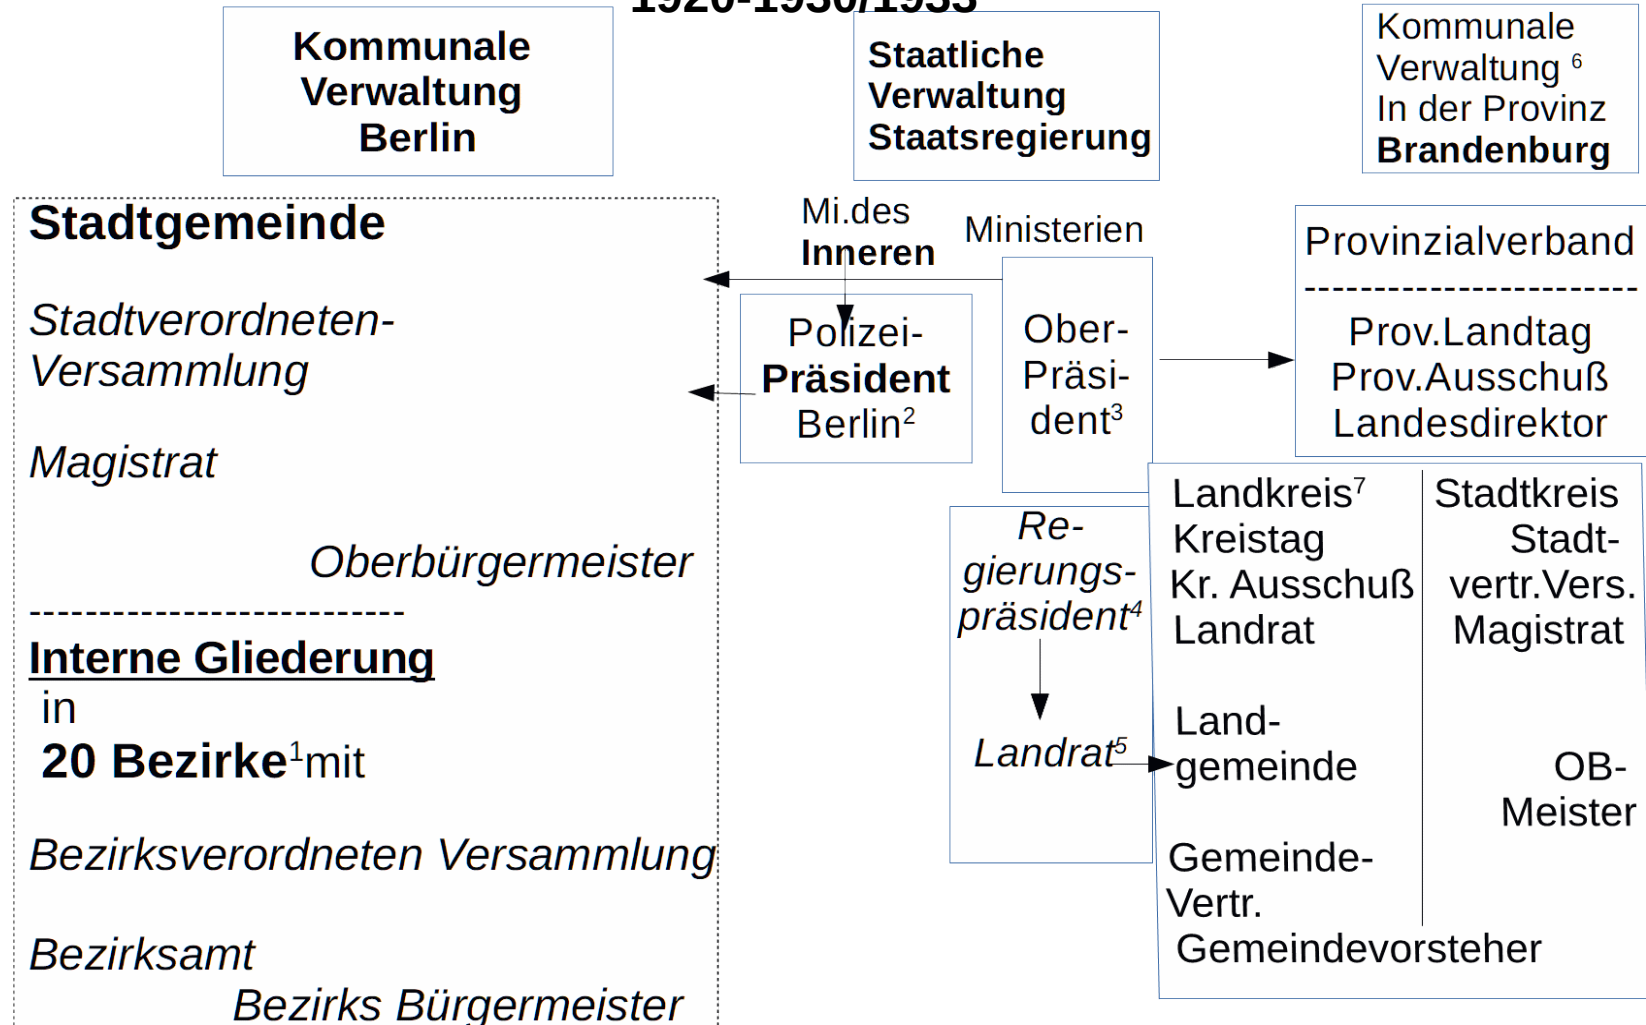 1920-1930/1933
Kommunale
Verwaltung
Berlin
Staatliche
Verwaltung
Staatsregierung
Kommunale
Verwaltung 6
In der Provinz
Brandenburg
Stadtgemeinde
Stadtverordneten-
Versammlung
Magistrat
Oberbürgermeister
--------------------------
Interne Gliederung
in
20 Bezirke1mit
Bezirksverordneten Versammlung
Bezirksamt
Bezirks Bürgermeister
Mi.des
Inneren
Ministerien
Polizei-
Präsident
Berlin2
Ober-
Präsi-
dent3
Re-
gierungs-
präsident4
Landrat5
Provinzialverband
------------------------
Prov.Landtag
Prov.Ausschuß
Landesdirektor
Landkreis7
Kreistag
Kr. Ausschuß
Landrat
Land-
gemeinde
Gemeinde-
Vertr.
Gemeindevorsteher
Stadtkreis
Stadt-
vertr.Vers.
Magistrat
OB-
Meister